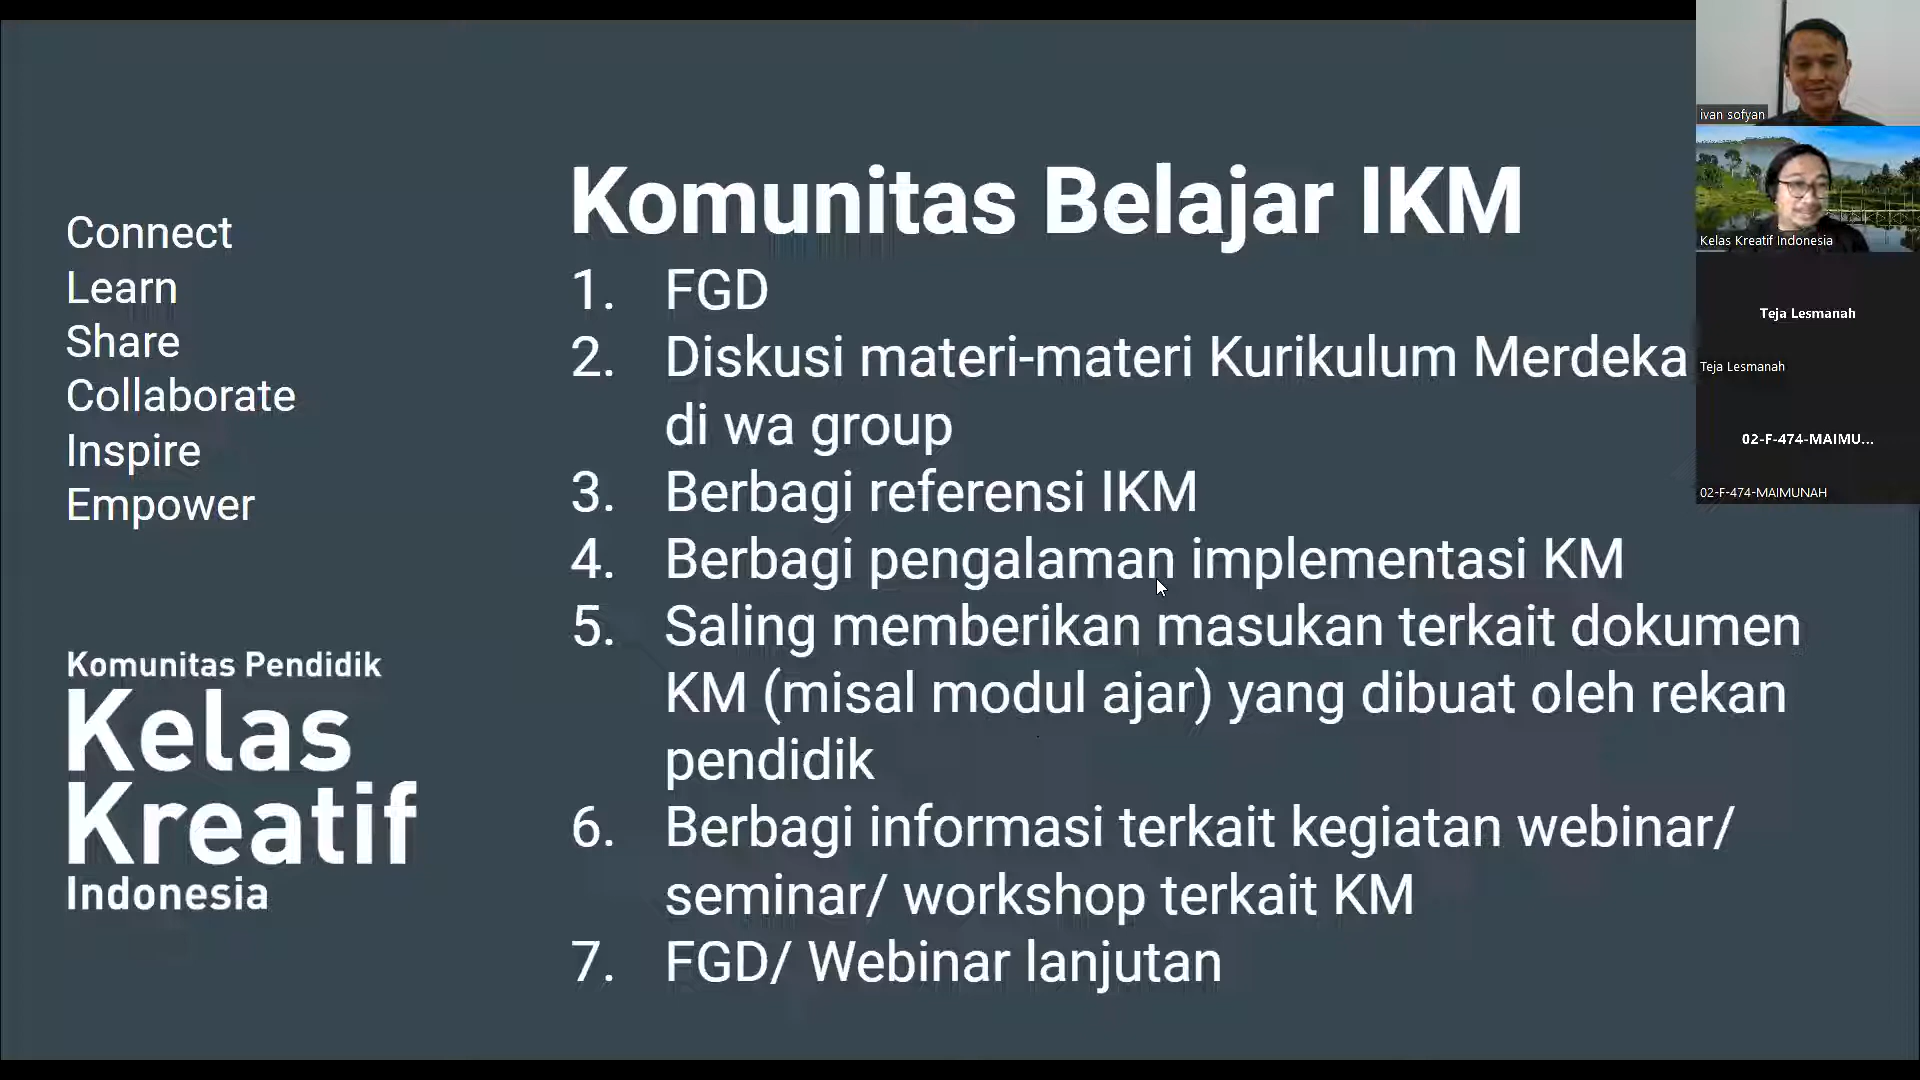 Connect
Learn
Share
Collaborate
Inspire
Empower
Komunitas Pendidik
Kelas
Kreatif
Indonesia
Komunitas Belajar IKM
1. FGD
2. Diskusi materi-materi Kurikulum Merdeka
di wa group
3. Berbagi referensi IKM
4. Berbagi pengalaman implementasi KM
5. Saling memberikan masukan terkait dokumen
KM (misal modul ajar) yang dibuat oleh rekan
pendidik
6. Berbagi informasi terkait kegiatan webinar/
seminar/ workshop terkait KM
7. FGD/ Webinar lanjutan
ivan sofyan
Kelas Kreatif Indonesia
Teja Lesmanah
Teja Lesmanah
02-F-474-MAIMU...
02-F-474-MAIMUNAH